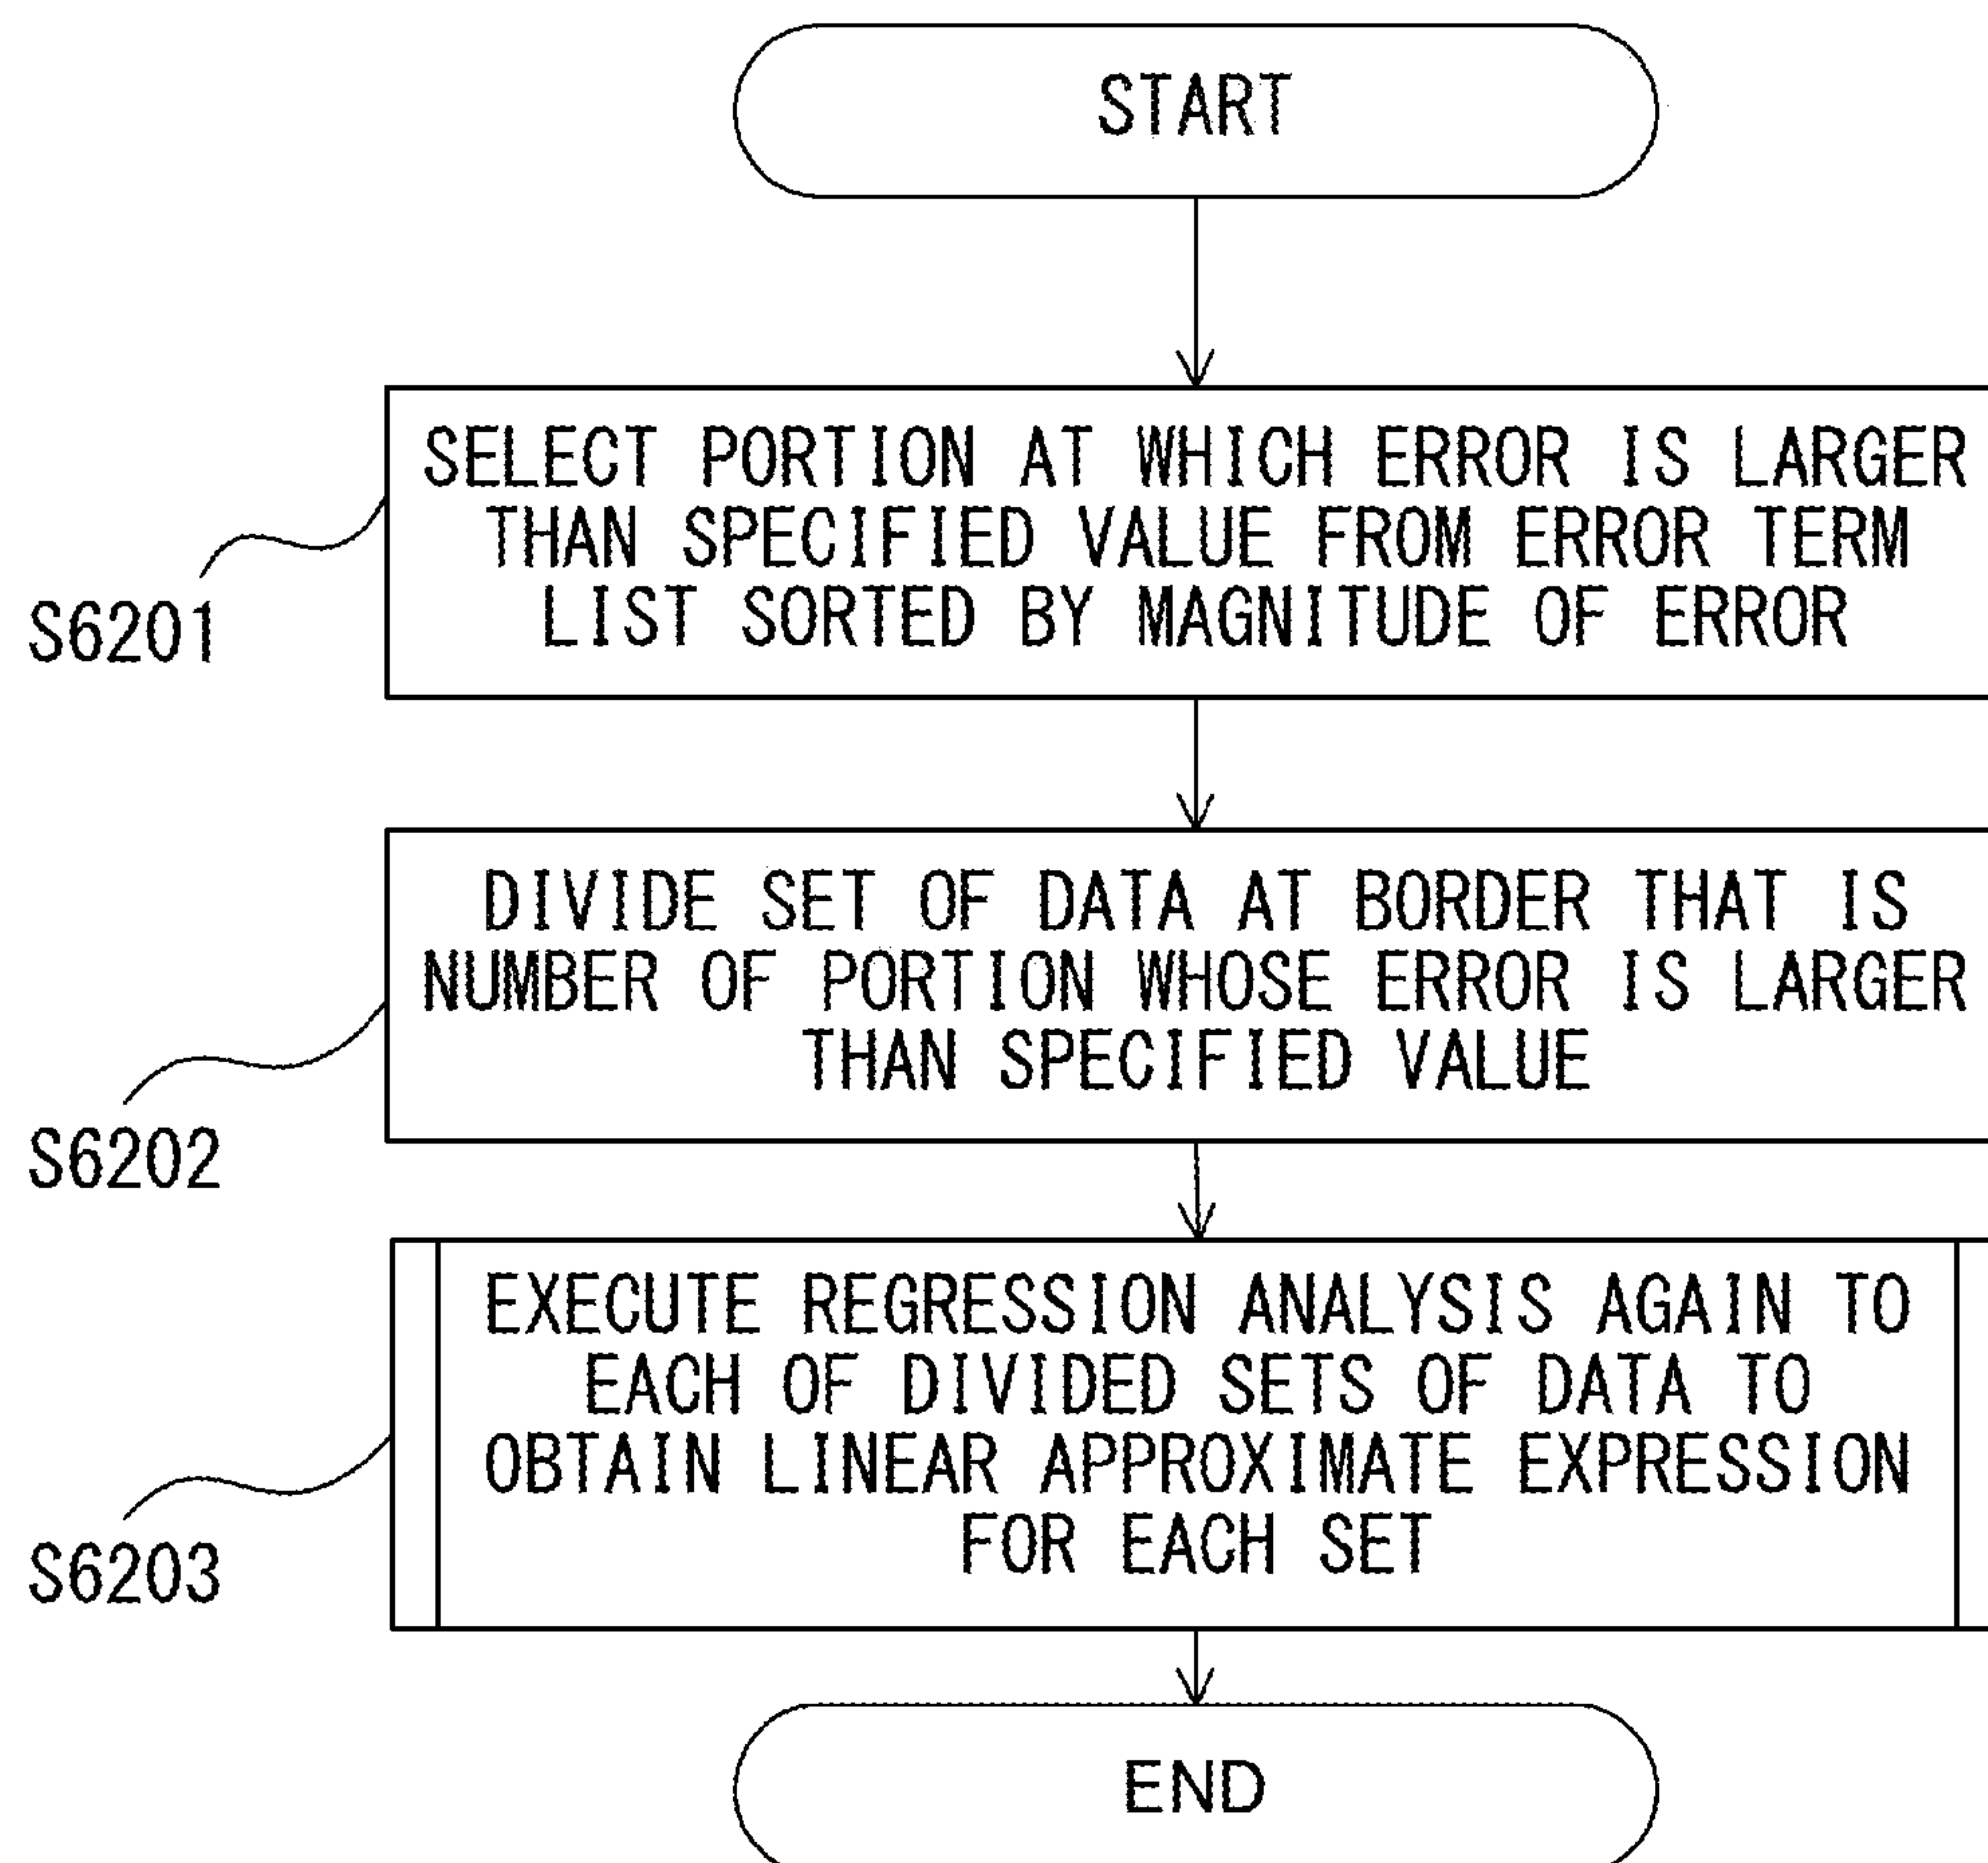 START
SELECT PORTION AT WHICH ERROR IS LARGER
THAN SPECIFIED VALUE FROM ERROR TERM
LIST SORTED BY MAGNITUDE OF ERROR
S6201
DIVIDE SET OF DATA AT BORDER THAT IS
NUMBER OF PORTION WHOSE ERROR IS LARGER
THAN SPECIFIED VALUE
S6202
EXECUTE REGRESSION ANALYSIS AGAIN TO
EACH OF DIVIDED SETS OF DATA TO
OBTAIN LINEAR APPROXIMATE EXPRESSION
FOR EACH SET
S6203
END